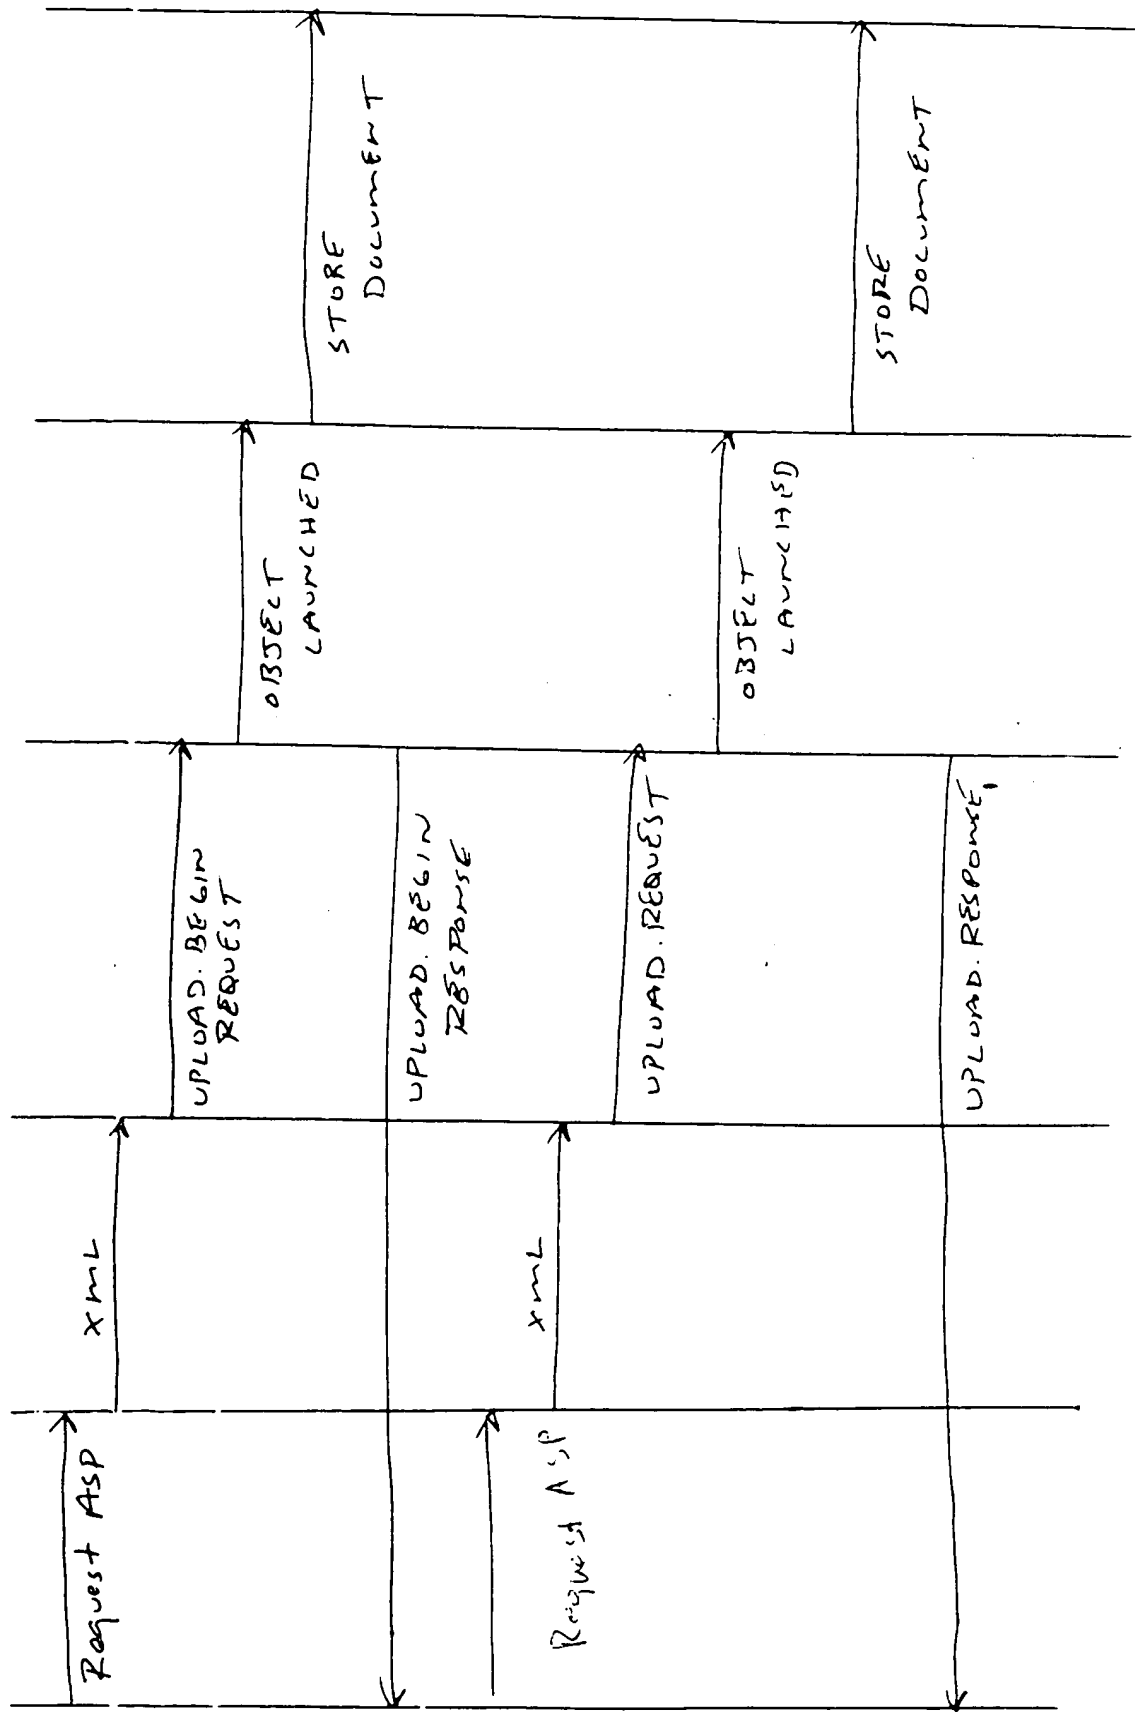 Request ASP
XML
UPLOAD.BEGIN
REQUEST
OBJECT
LAUNCHED
STORE
DOCUMENT
UPLOAD.BEGIN
RESPONSE
Request ASP
XML
UPLOAD.REQUEST
OBJECT
LAUNCHED
STORE
DOCUMENT
UPLOAD.RESPONSE